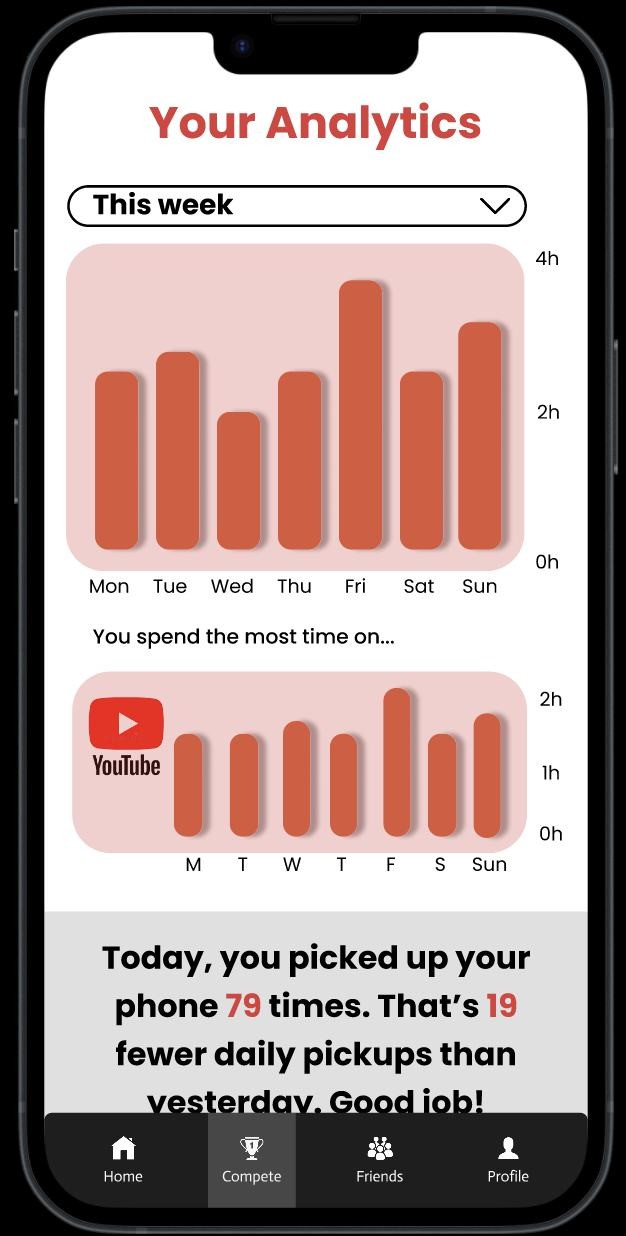 Your Analytics
This week
4h
2h
0h
Mon Tue Wed Thu Fri Sat Sun
You spend the most time on...
YouTube
2h
1h
0h
M T W T F S Sun
Today, you picked up your
phone 79 times. That’s 19
fewer daily pickups than
yesterday. Good job!
1
Home Compete Friends Profile